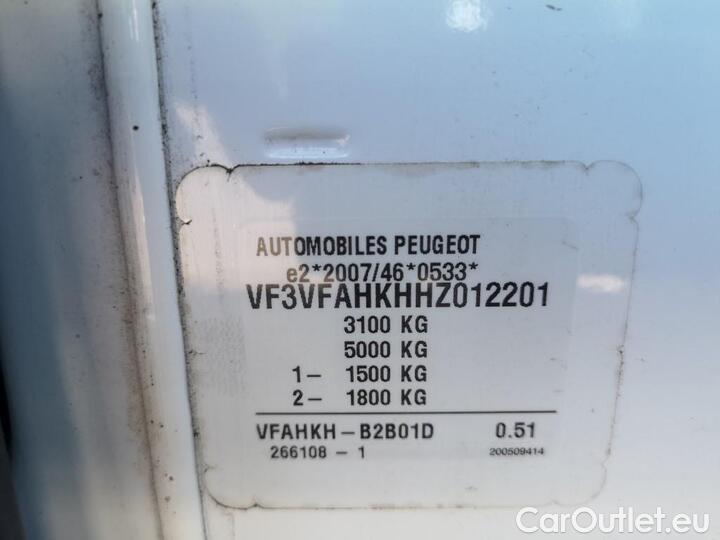 AUTOMOBILES PEUGEOT
e2*2007/46*0533*
VF3VFAHKHHZ012201
3100 KG
5000 KG
1- 1500 KG
2- 1800 KG
VFAHKH-B2B01D 0.51
266108 - 1 200509414
CarOutlet.eu